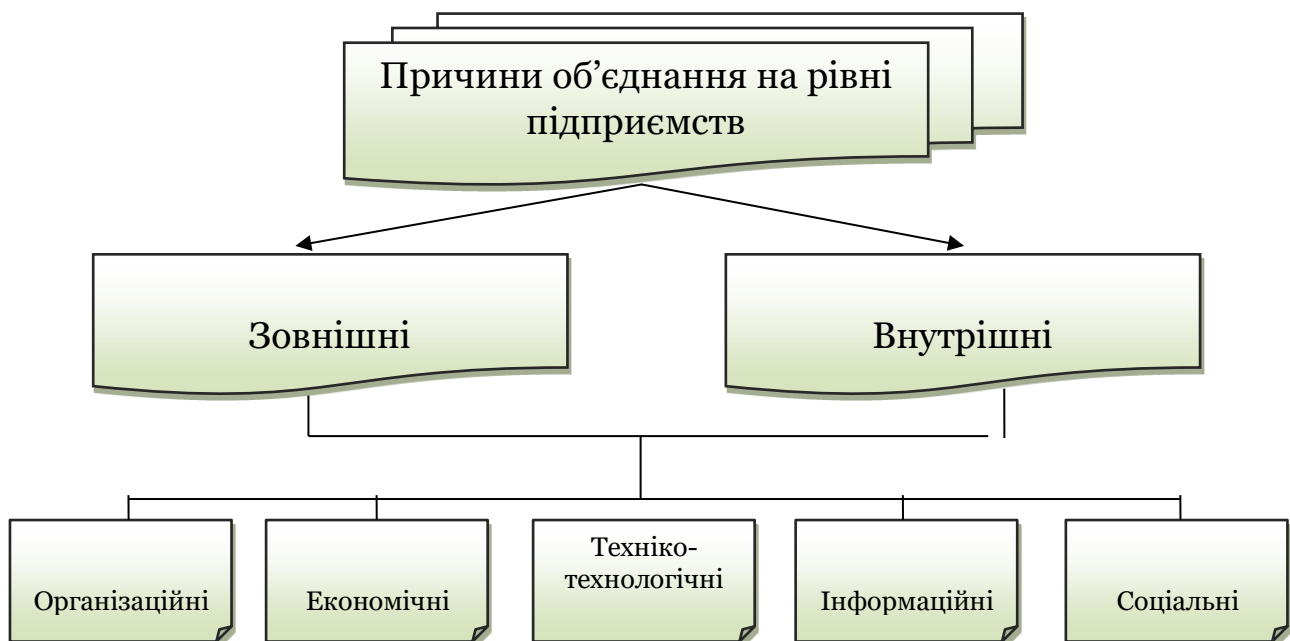 Причини об’єднання на рівні
підприємств
Зовнішні
Внутрішні
Організаційні
Економічні
Техніко-
технологічні
Інформаційні
Соціальні